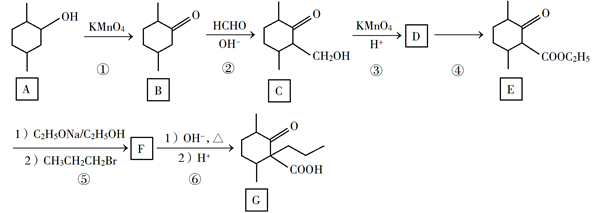 OH
A
KMnO₄
①
O
B
HCHO
OH⁻
②
O
CH₂OH
C
KMnO₄
H⁺
③
D
④
O
COOC₂H₅
E
1）C₂H₅ONa/C₂H₅OH
2）CH₃CH₂CH₂Br
⑤
F
1）OH⁻,△
2）H⁺
⑥
O
COOH
G